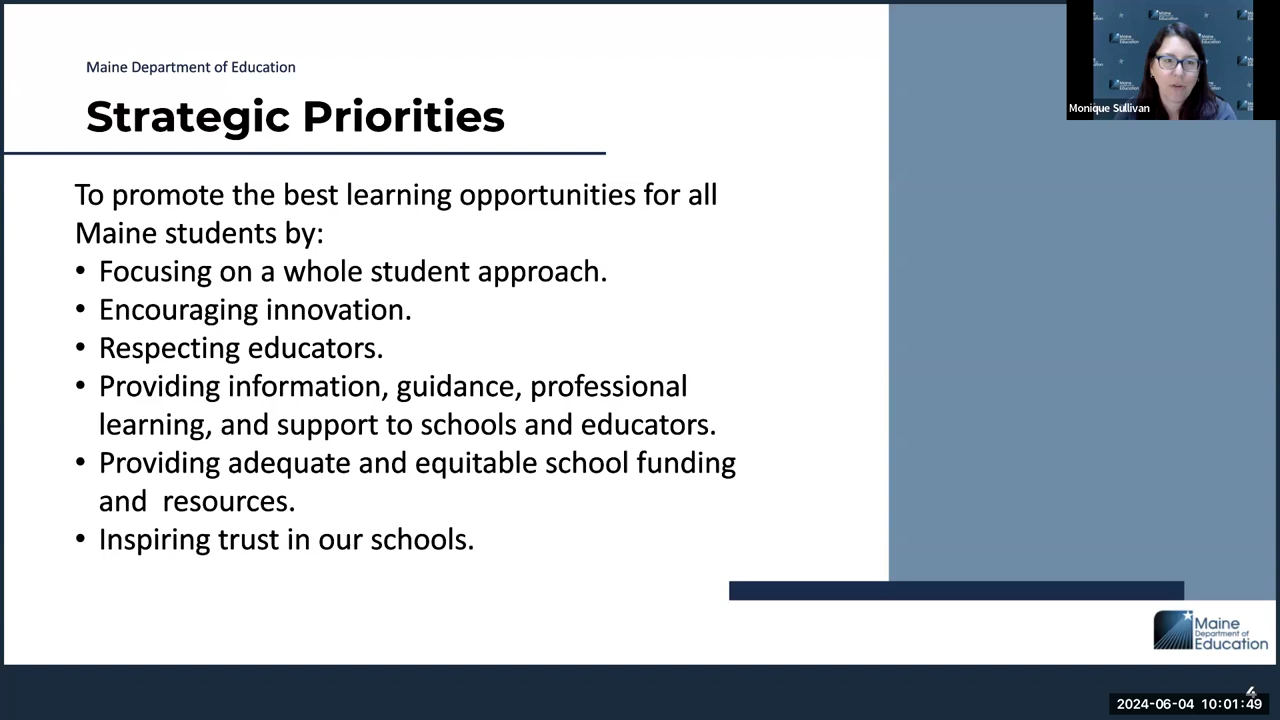 Maine Department of Education
Strategic Priorities
To promote the best learning opportunities for all
Maine students by:
• Focusing on a whole student approach.
• Encouraging innovation.
• Respecting educators.
• Providing information, guidance, professional
learning, and support to schools and educators.
• Providing adequate and equitable school funding
and  resources.
• Inspiring trust in our schools.
Monique Sullivan
Maine
Department of
Education
4
2024-06-04 10:01:49